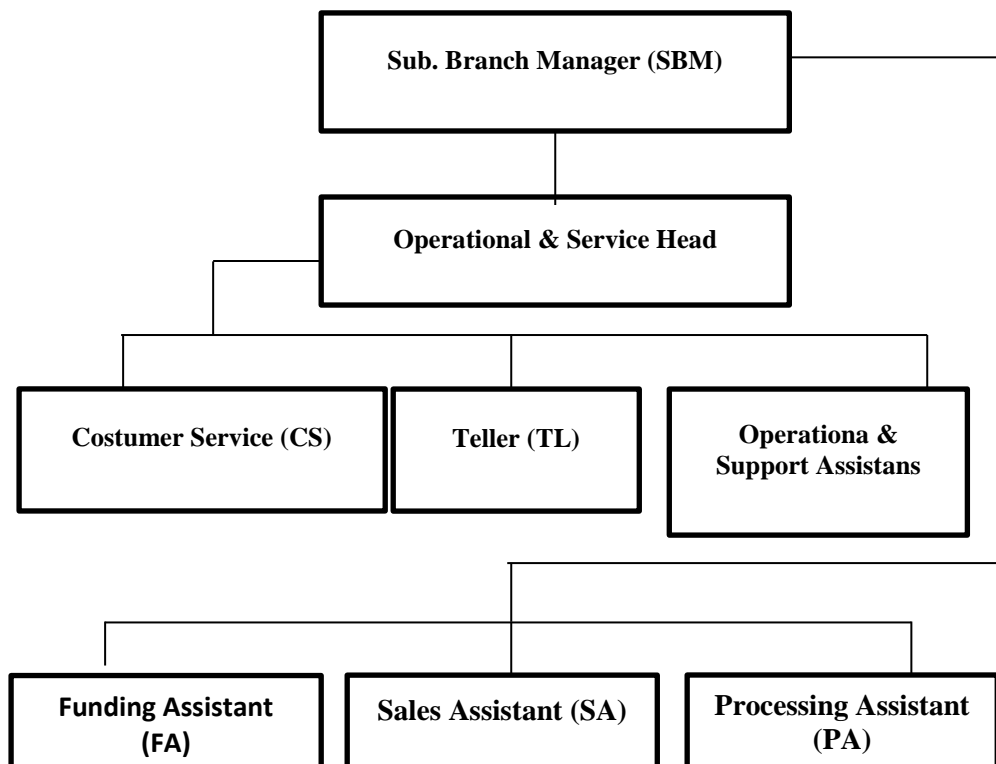 Sub. Branch Manager (SBM)
Operational & Service Head
Costumer Service (CS)
Teller (TL)
Operationa &
Support Assistans
Funding Assistant
(FA)
Sales Assistant (SA)
Processing Assistant
(PA)